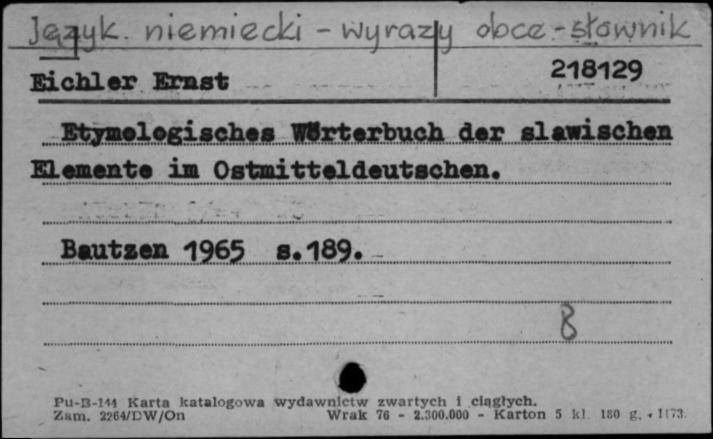 Język niemiecki - wyrazy obce - słownik
Eichler Ernst 218129
Etymologisches Wörterbuch der slawischen
Elemente im Ostmitteldeutschen.
Bautzen 1965 s.189.
8
Pu-B-144 Karta katalogowa wydawnictw zwartych i ciągłych.
Zam. 2264/DW/On Wrak 76 - 2.300.000 - Karton 5 kl. 180 g.